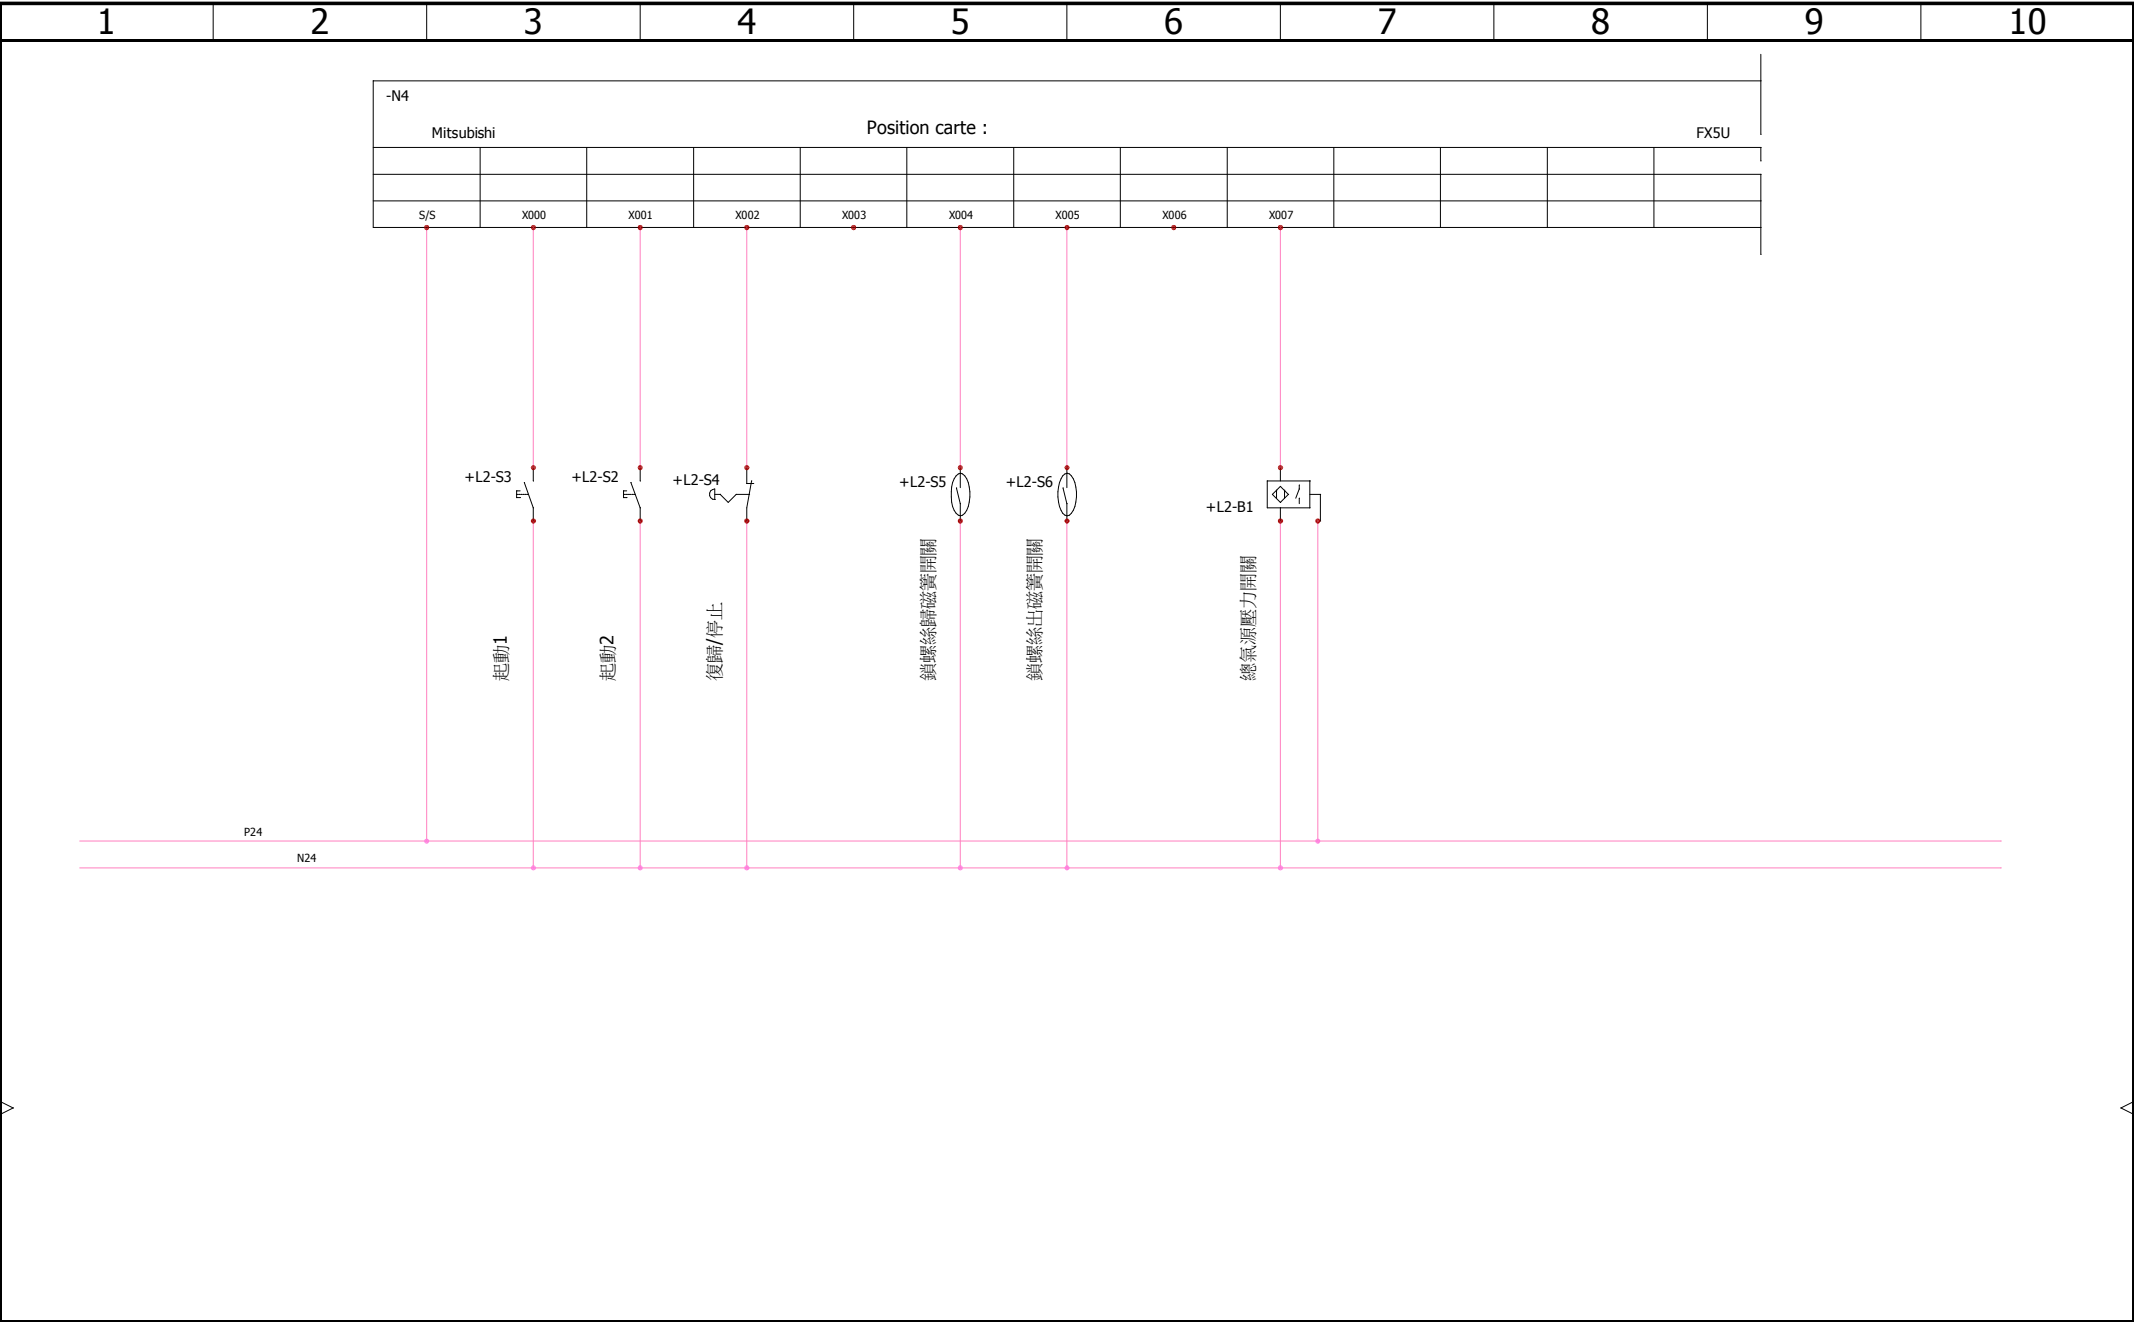 1 2 3 4 5 6 7 8 9 10
-N4
Mitsubishi Position carte : FX5U
S/S X000 X001 X002 X003 X004 X005 X006 X007
+L2-S3 +L2-S2 +L2-S4 +L2-S5 +L2-S6 +L2-B1
起動1
起動2
復歸/停止
鎖螺絲歸磁簧開關
鎖螺絲出磁簧開關
總氣源壓力開關
P24
N24